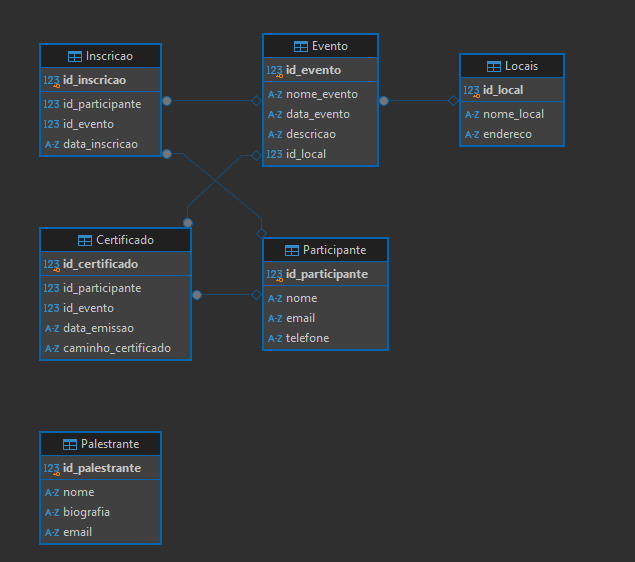 Inscricao
123 id_inscricao
123 id_participante
123 id_evento
A-Z data_inscricao
Evento
123 id_evento
A-Z nome_evento
A-Z data_evento
A-Z descricao
123 id_local
Locais
123 id_local
A-Z nome_local
A-Z endereco
Certificado
123 id_certificado
123 id_participante
123 id_evento
A-Z data_emissao
A-Z caminho_certificado
Participante
123 id_participante
A-Z nome
A-Z email
A-Z telefone
Palestrante
123 id_palestrante
A-Z nome
A-Z biografia
A-Z email